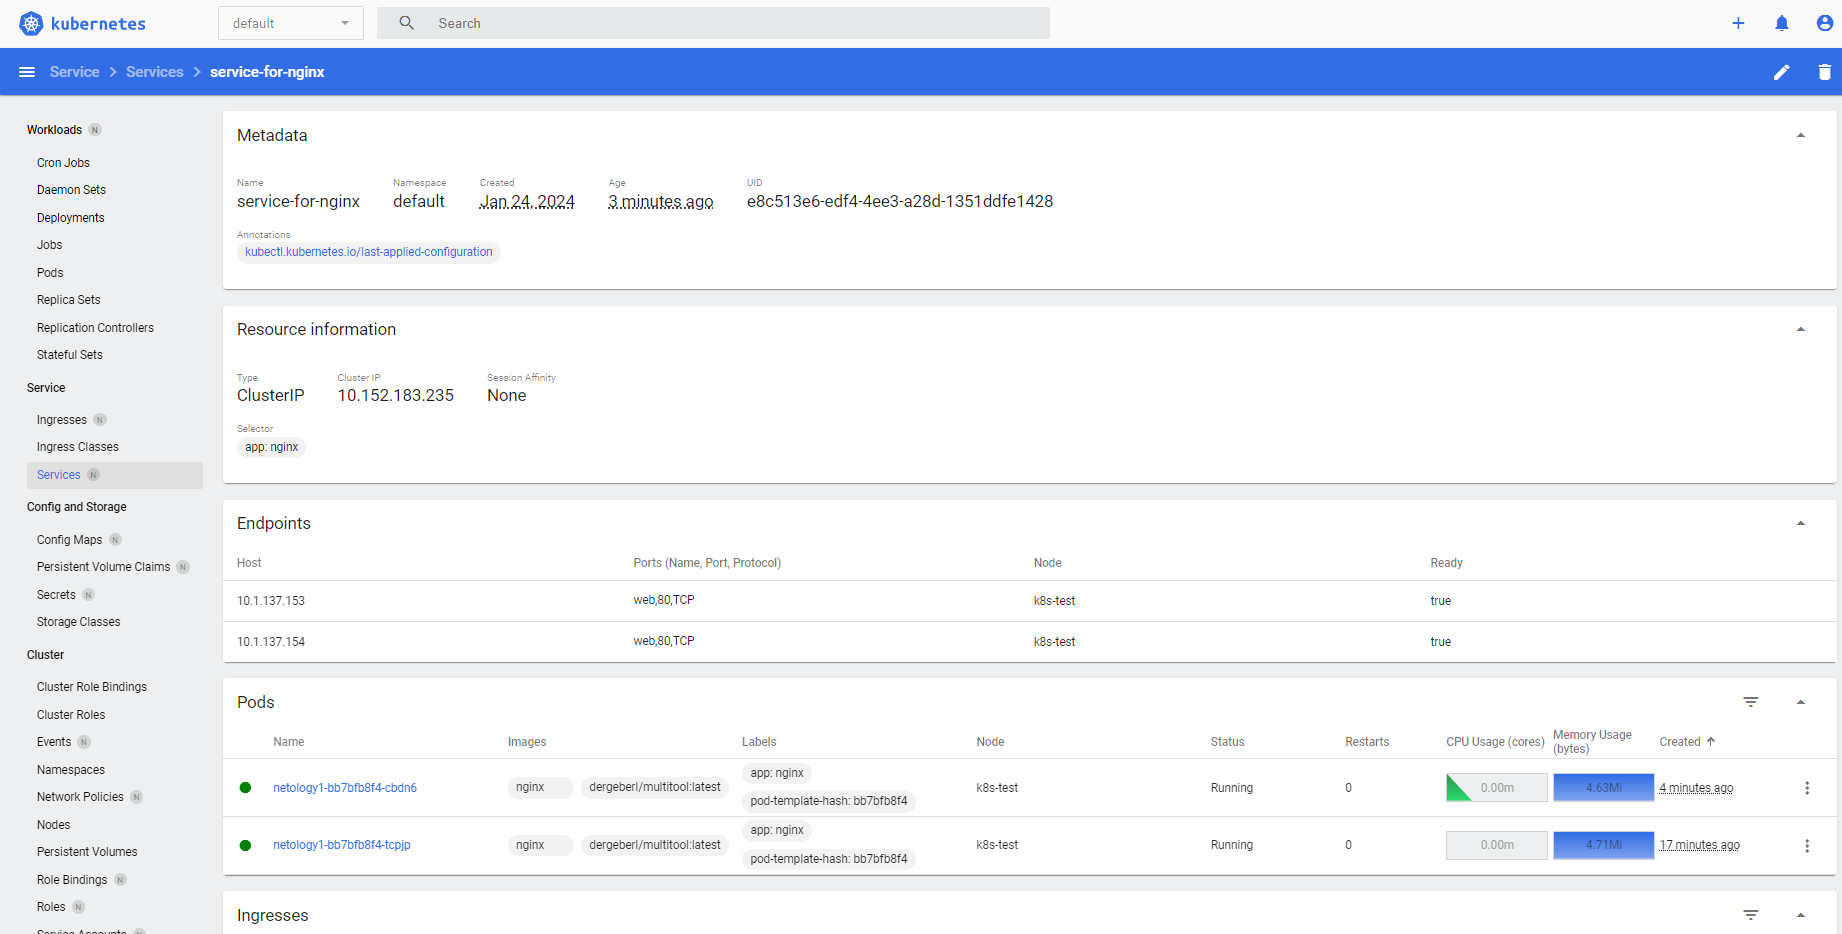 kubernetes
default
Search
Service > Services > service-for-nginx
Workloads N
Cron Jobs
Daemon Sets
Deployments
Jobs
Pods
Replica Sets
Replication Controllers
Stateful Sets
Service
Ingresses N
Ingress Classes
Services N
Config and Storage
Config Maps N
Persistent Volume Claims N
Secrets N
Storage Classes
Cluster
Cluster Role Bindings
Cluster Roles
Events N
Namespaces
Network Policies N
Nodes
Persistent Volumes
Role Bindings N
Roles N
Service Accounts N
Metadata
Name Namespace Created Age UID
service-for-nginx default Jan 24, 2024 3 minutes ago e8c513e6-edf4-4ee3-a28d-1351ddfe1428
Annotations
kubectl.kubernetes.io/last-applied-configuration
Resource information
Type Cluster IP Session Affinity
ClusterIP 10.152.183.235 None
Selector
app: nginx
Endpoints
Host Ports (Name, Port, Protocol) Node Ready
10.1.137.153 web,80,TCP k8s-test true
10.1.137.154 web,80,TCP k8s-test true
Pods
Name Images Labels Node Status Restarts CPU Usage (cores) Memory Usage (bytes) Created
netology1-bb7bfb8f4-cbdn6 nginx dergeberl/multitool:latest app: nginx pod-template-hash: bb7bfb8f4 k8s-test Running 0 0.00m 4.63Mi 4 minutes ago
netology1-bb7bfb8f4-tcpjp nginx dergeberl/multitool:latest app: nginx pod-template-hash: bb7bfb8f4 k8s-test Running 0 0.00m 4.71Mi 17 minutes ago
Ingresses